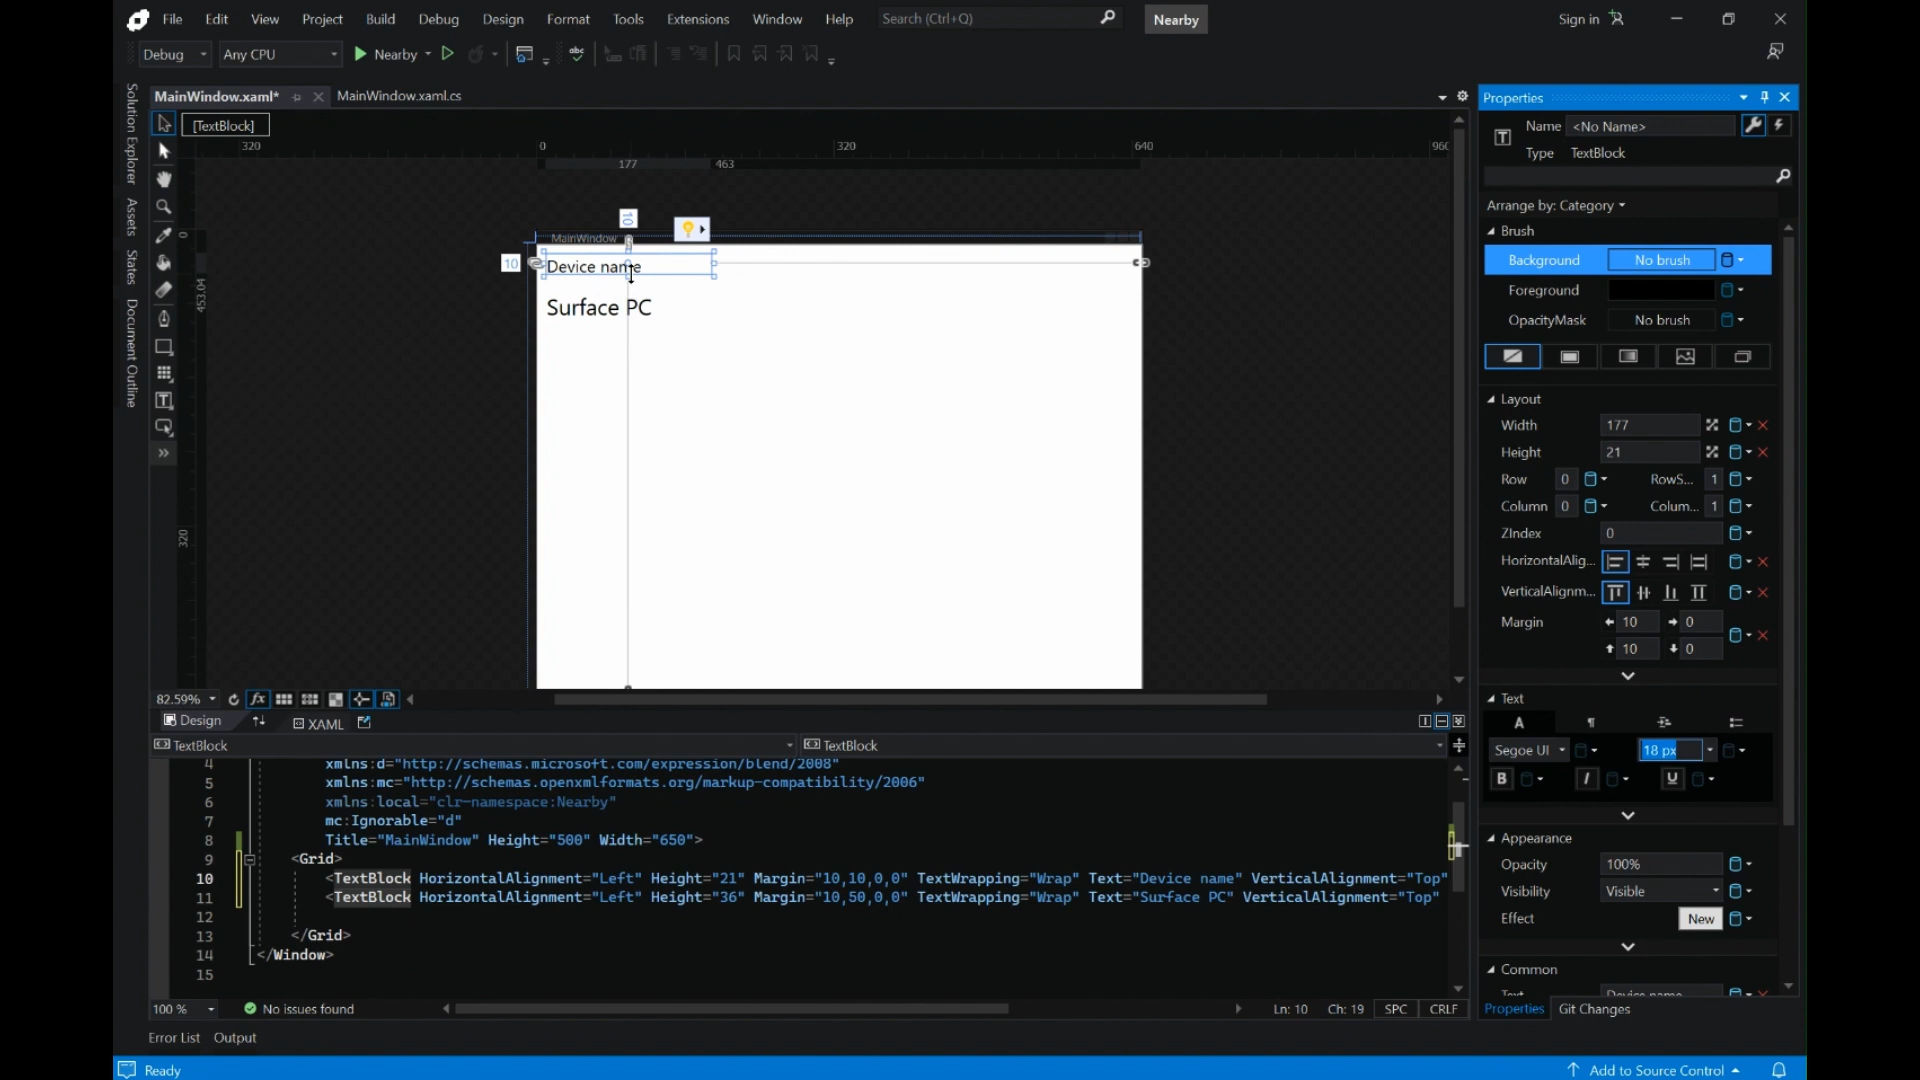 File Edit View Project Build Debug Design Format Tools Extensions Window Help Search (Ctrl+Q) Nearby Sign in
Debug Any CPU Nearby abc
Solution Explorer
Assets
States
Document Outline
MainWindow.xaml* MainWindow.xaml.cs
[TextBlock]
320 0 320 640 960
177 463
0
453.04
320
10
MainWindow
10
Device name
Surface PC
82.59% fx
Design XAML
TextBlock TextBlock
4 xmlns:d="http://schemas.microsoft.com/expression/blend/2008"
5 xmlns:mc="http://schemas.openxmlformats.org/markup-compatibility/2006"
6 xmlns:local="clr-namespace:Nearby"
7 mc:Ignorable="d"
8 Title="MainWindow" Height="500" Width="650">
9 <Grid>
10 <TextBlock HorizontalAlignment="Left" Height="21" Margin="10,10,0,0" TextWrapping="Wrap" Text="Device name" VerticalAlignment="Top"
11 <TextBlock HorizontalAlignment="Left" Height="36" Margin="10,50,0,0" TextWrapping="Wrap" Text="Surface PC" VerticalAlignment="Top"
12
13 </Grid>
14 </Window>
15
100 % No issues found Ln: 10 Ch: 19 SPC CRLF
Error List Output
Ready Add to Source Control
Properties
Name <No Name>
Type TextBlock
Arrange by: Category
Brush
Background No brush
Foreground
OpacityMask No brush
Layout
Width 177
Height 21
Row 0 RowS... 1
Column 0 Colum... 1
ZIndex 0
HorizontalAlig...
VerticalAlignm...
Margin 10 0
10 0
Text
A ¶
Segoe UI 18 px
B I U
Appearance
Opacity 100%
Visibility Visible
Effect New
Common
Text Device name
Properties Git Changes